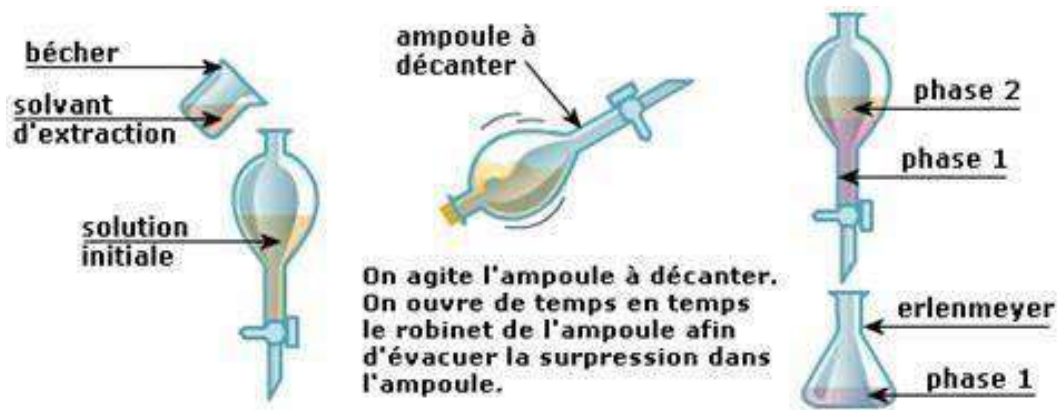 bécher
solvant
d'extraction
solution
initiale
ampoule à
décanter
On agite l'ampoule à décanter.
On ouvre de temps en temps
le robinet de l'ampoule afin
d'évacuer la surpression dans
l'ampoule.
phase 2
phase 1
erlenmeyer
phase 1